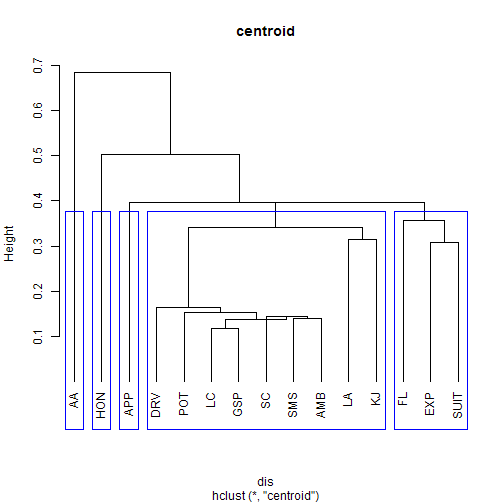 centroid
Height
0.7
0.6
0.5
0.4
0.3
0.2
0.1
AA
HON
APP
DRV
POT
LC
GSP
SC
SMS
AMB
LA
KJ
FL
EXP
SUIT
dis
hclust (*, "centroid")